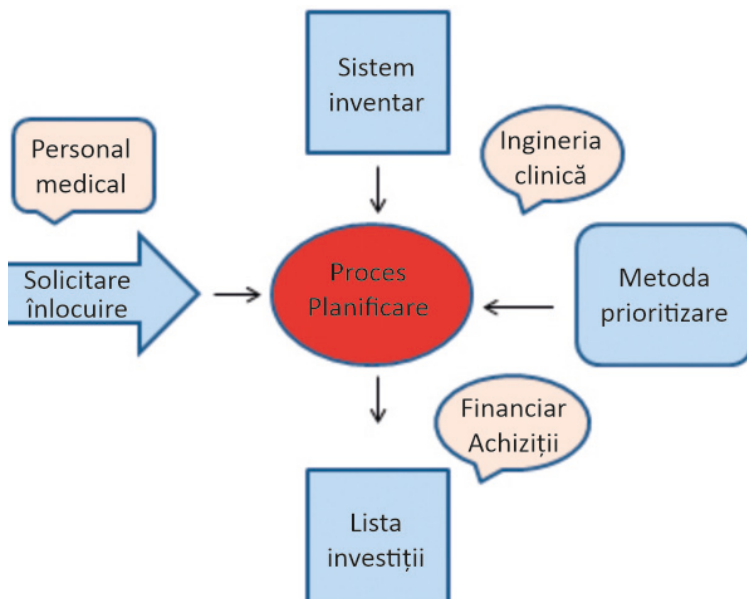 Sistem
inventar
Personal
medical
Ingineria
clinică
Solicitare
înlocuire
Proces
Planificare
Metoda
prioritizare
Financiar
Achiziții
Lista
investiții